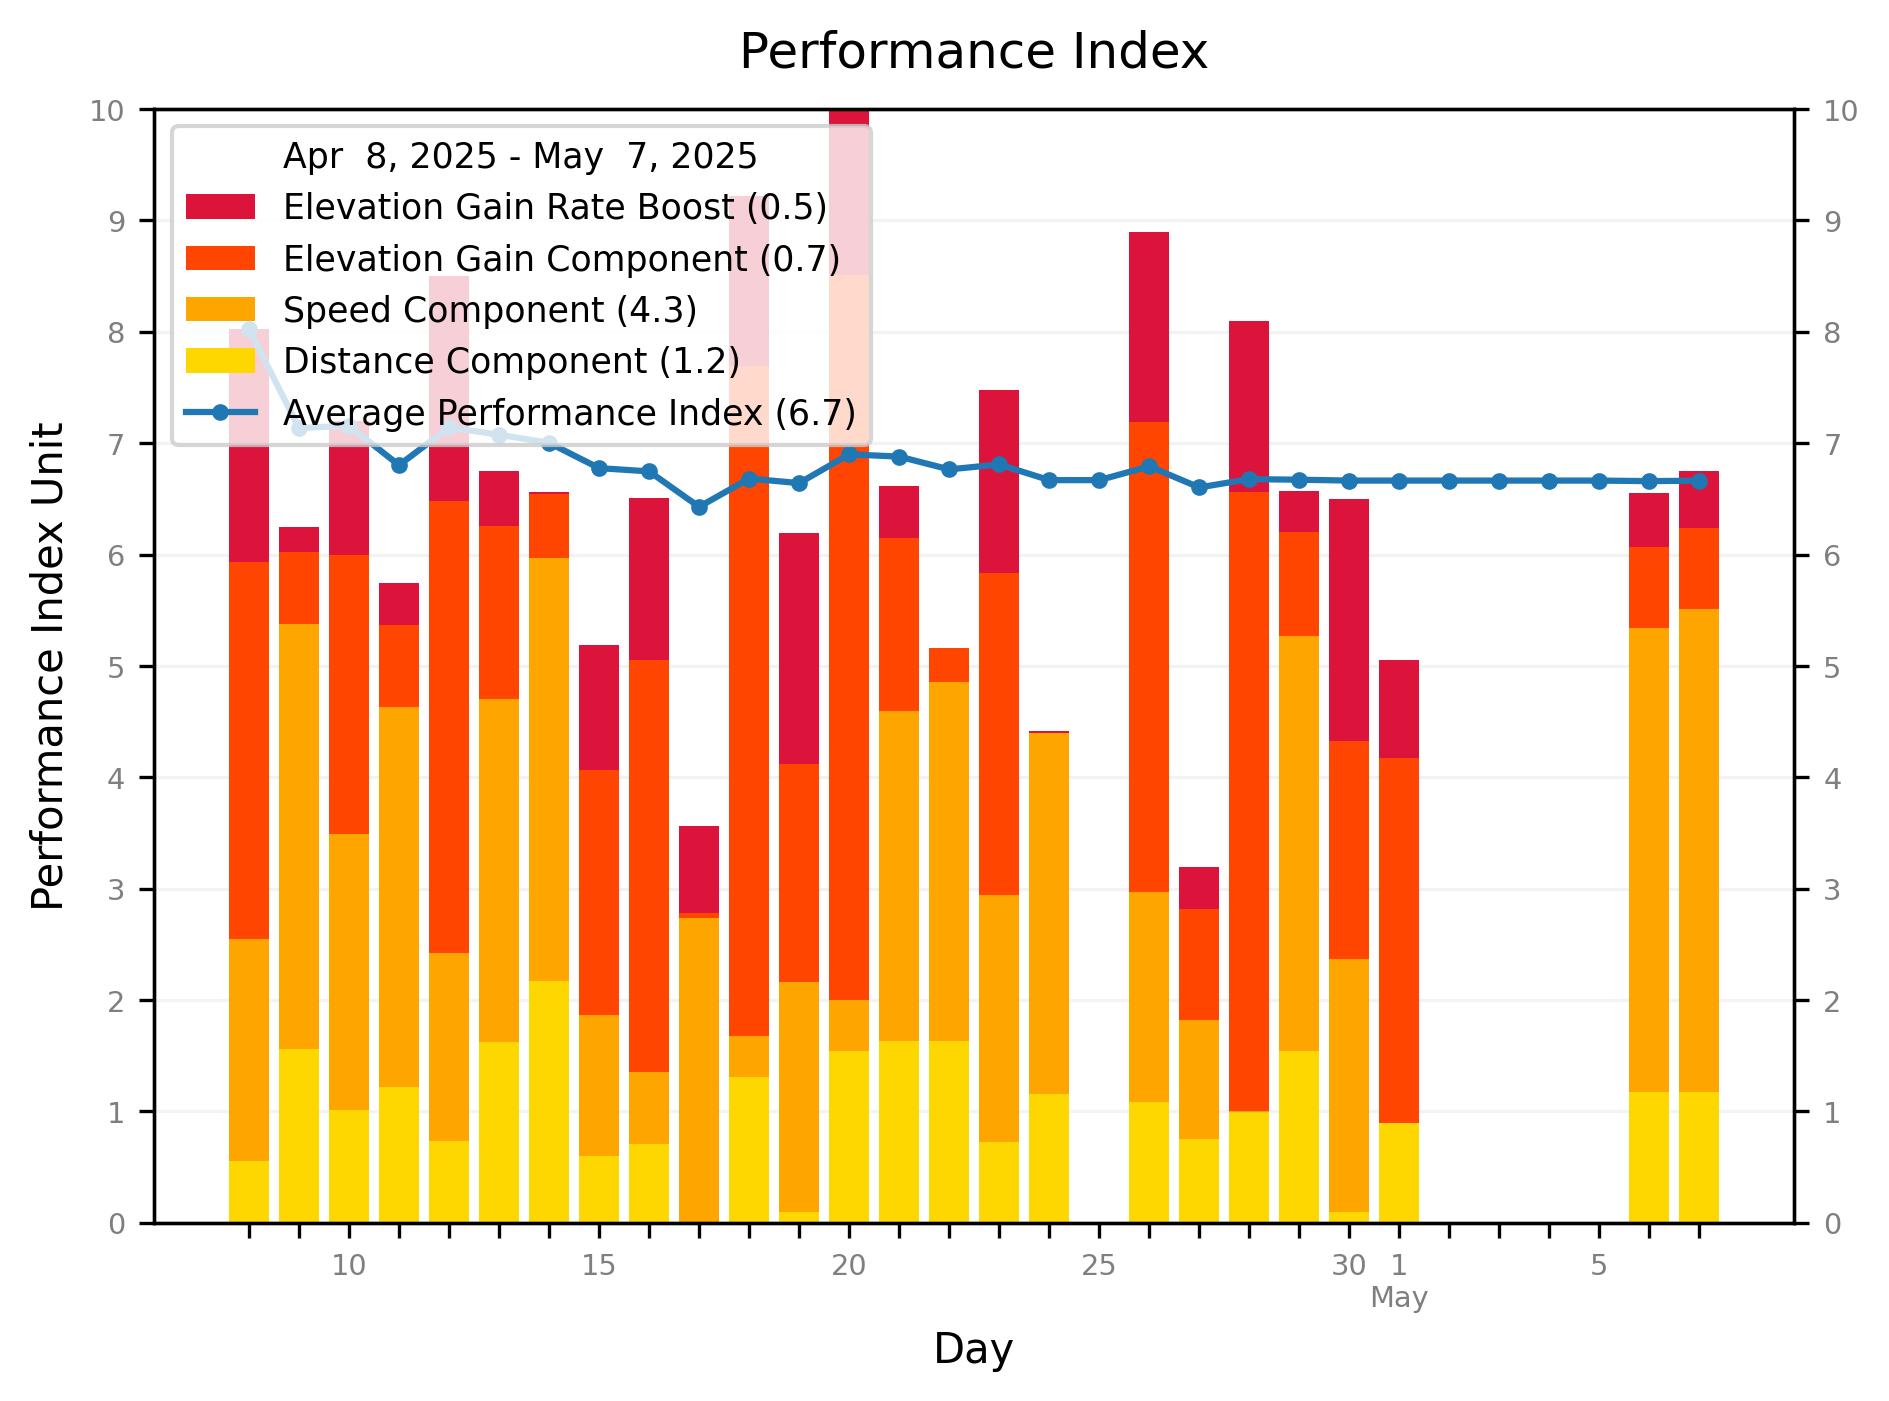 Performance Index
10
9
8
7
6
5
4
3
2
1
0
10
9
8
7
6
5
4
3
2
1
0
Performance Index Unit
Apr  8, 2025 - May  7, 2025
Elevation Gain Rate Boost (0.5)
Elevation Gain Component (0.7)
Speed Component (4.3)
Distance Component (1.2)
Average Performance Index (6.7)
10 15 20 25 30 1 5
May
Day